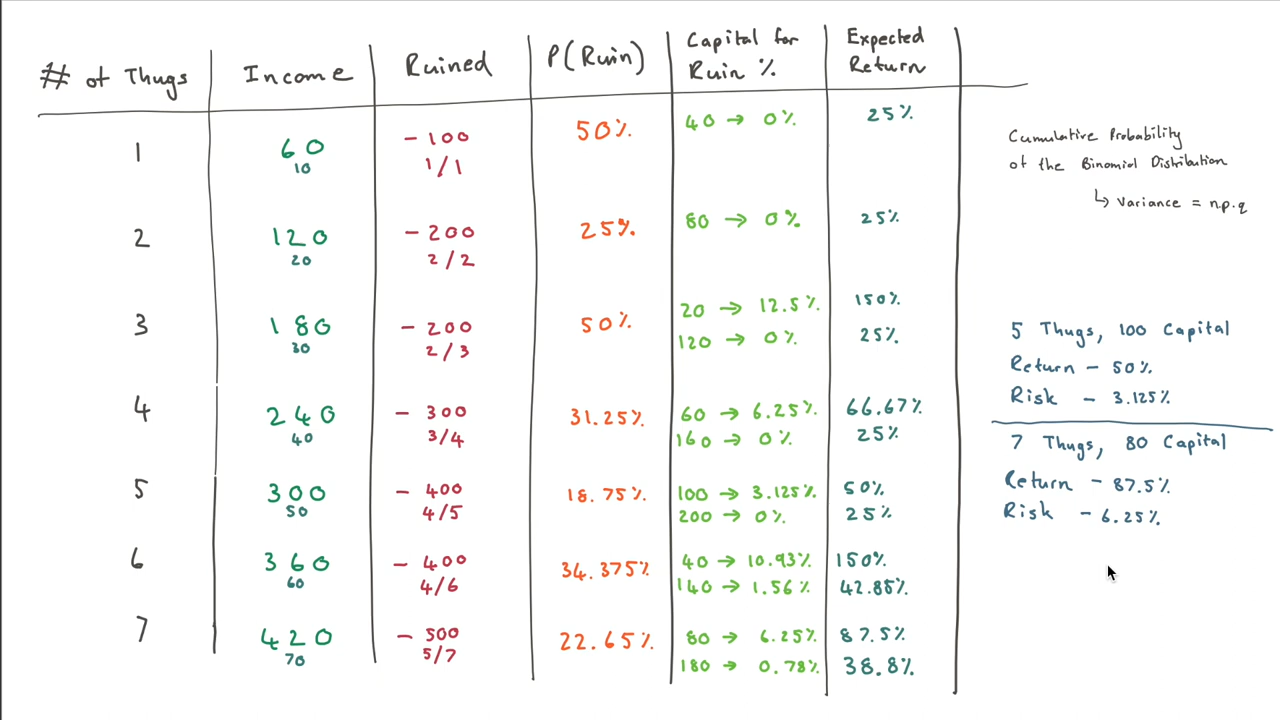 # of Thugs Income Ruined P(Ruin) Capital for Ruin % Expected Return
1 60 10 - 100 1/1 50% 40 → 0% 25%
2 120 20 - 200 2/2 25% 80 → 0% 25%
3 180 30 - 200 2/3 50% 20 → 12.5% 150%
120 → 0% 25%
4 240 40 - 300 3/4 31.25% 60 → 6.25% 66.67%
160 → 0% 25%
5 300 50 - 400 4/5 18.75% 100 → 3.125% 50%
200 → 0% 25%
6 360 60 - 400 4/6 34.375% 40 → 10.93% 150%
140 → 1.56% 42.85%
7 420 70 - 500 5/7 22.65% 80 → 6.25% 87.5%
180 → 0.78% 38.8%
Cumulative Probability
of the Binomial Distribution
↳ variance = n.p.q
5 Thugs, 100 Capital
Return - 50%
Risk - 3.125%
7 Thugs, 80 Capital
Return - 87.5%
Risk - 6.25%